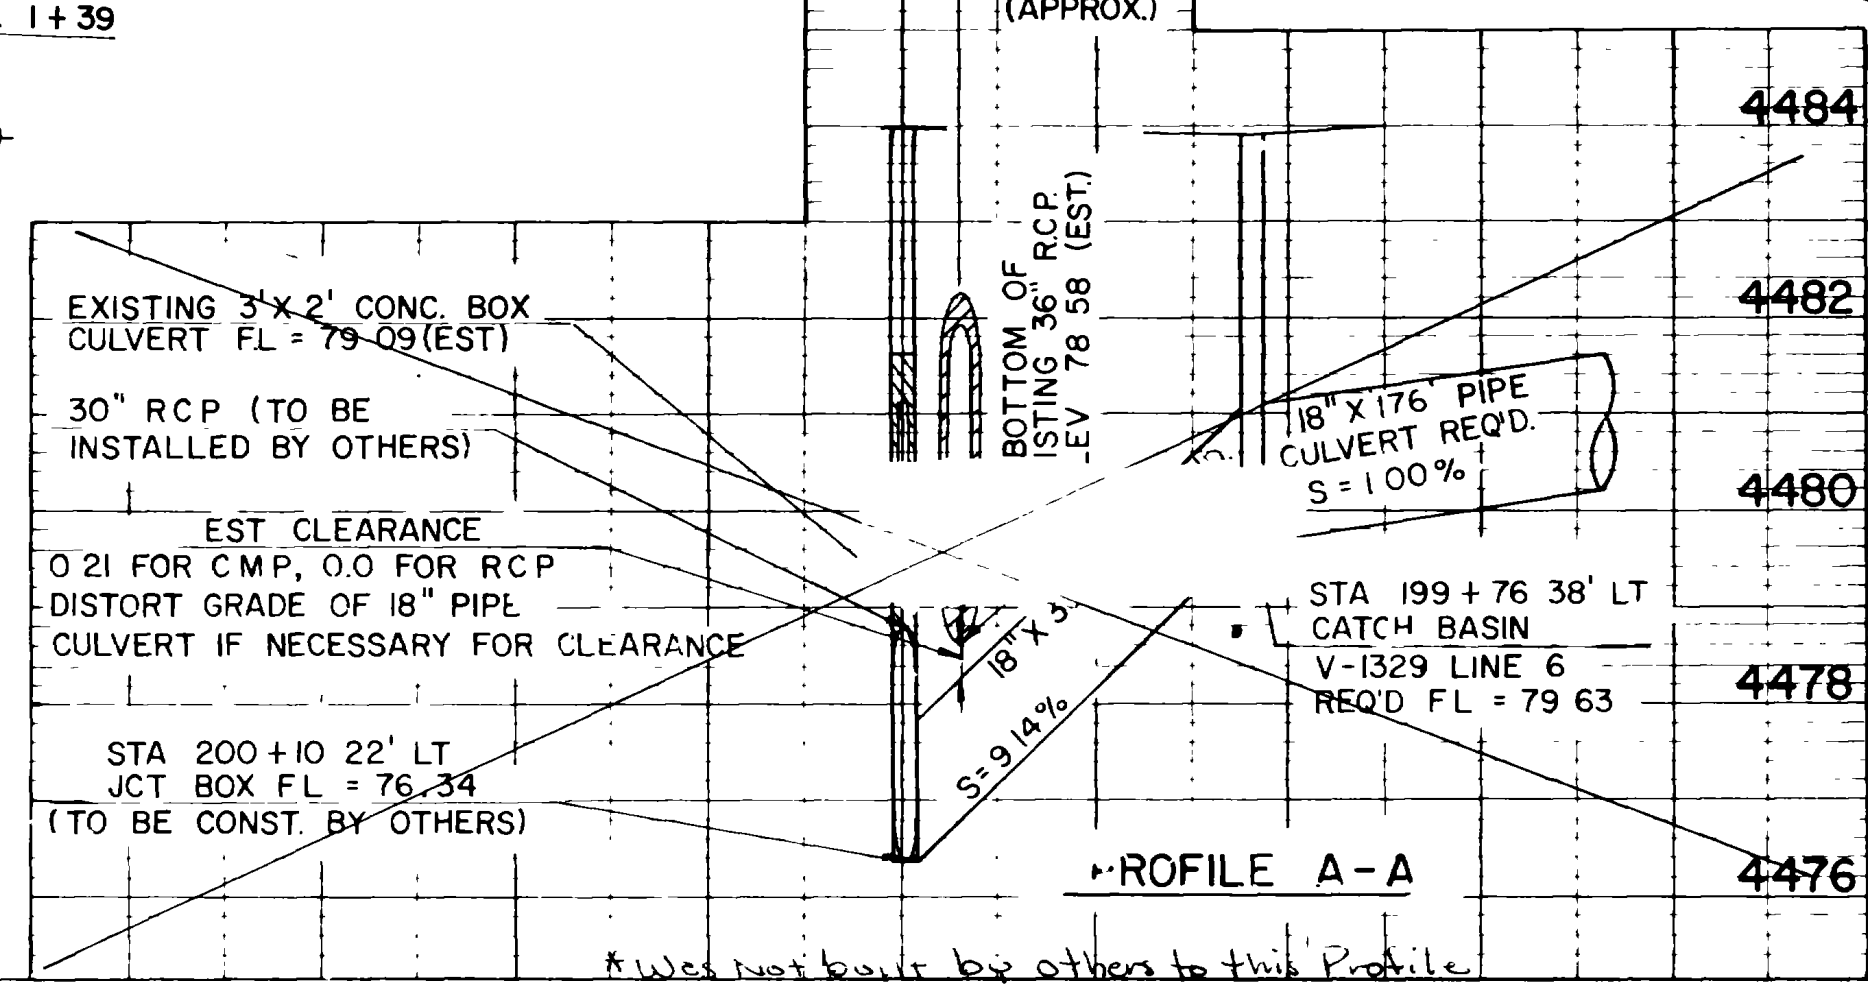 1+39
(APPROX.)
4484
4482
4480
4478
4476
EXISTING 3' X 2' CONC. BOX
CULVERT FL = 79 09 (EST)
30" RCP (TO BE
INSTALLED BY OTHERS)
EST CLEARANCE
0 21 FOR CMP, 0.0 FOR RCP
DISTORT GRADE OF 18" PIPE
CULVERT IF NECESSARY FOR CLEARANCE
STA 200+10 22' LT
JCT BOX FL = 76.34
(TO BE CONST. BY OTHERS)
BOTTOM OF
ISTING 36" R.C.P.
EV 78 58 (EST.)
18" X 176' PIPE
CULVERT REQ'D.
S = 1 00%
18" X 3
S = 9 14%
STA 199+76 38' LT
CATCH BASIN
V-1329 LINE 6
REQ'D FL = 79 63
ROFILE A-A
* Was Not built by others to this Profile